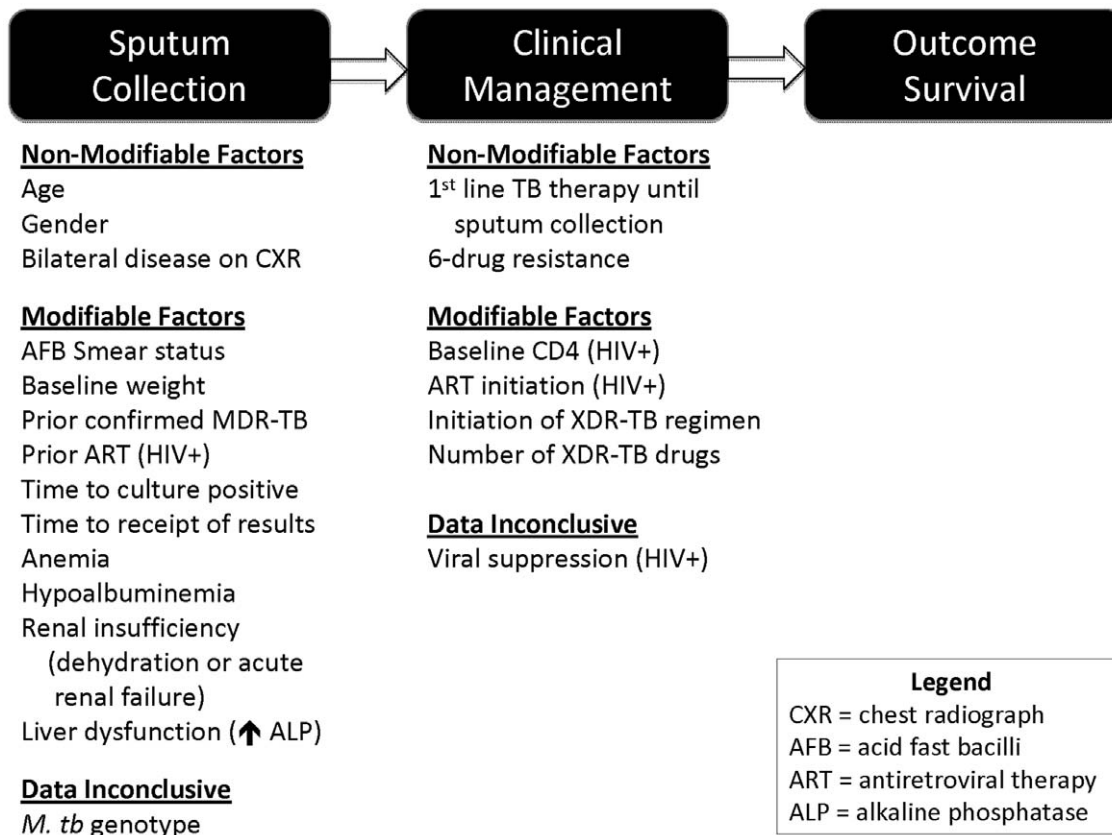 Sputum
Collection
Clinical
Management
Outcome
Survival
Non-Modifiable Factors
Age
Gender
Bilateral disease on CXR
Modifiable Factors
AFB Smear status
Baseline weight
Prior confirmed MDR-TB
Prior ART (HIV+)
Time to culture positive
Time to receipt of results
Anemia
Hypoalbuminemia
Renal insufficiency
(dehydration or acute
renal failure)
Liver dysfunction (↑ ALP)
Data Inconclusive
M. tb genotype
Non-Modifiable Factors
1st line TB therapy until
sputum collection
6-drug resistance
Modifiable Factors
Baseline CD4 (HIV+)
ART initiation (HIV+)
Initiation of XDR-TB regimen
Number of XDR-TB drugs
Data Inconclusive
Viral suppression (HIV+)
Legend
CXR = chest radiograph
AFB = acid fast bacilli
ART = antiretroviral therapy
ALP = alkaline phosphatase